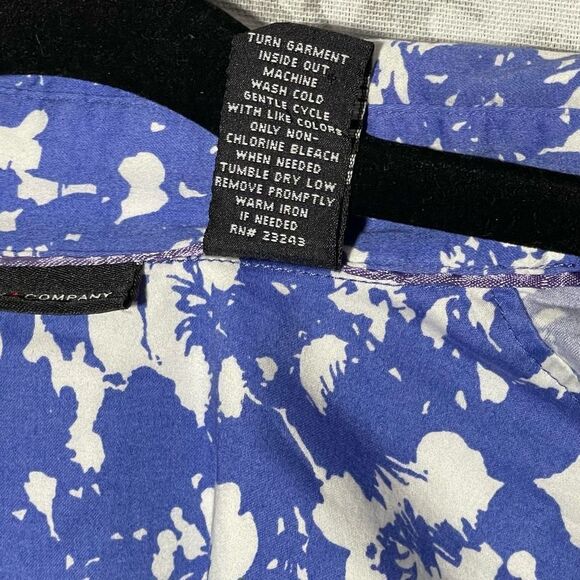 TURN GARMENT
INSIDE OUT
MACHINE
WASH COLD
GENTLE CYCLE
WITH LIKE COLORS
ONLY NON-
CHLORINE BLEACH
WHEN NEEDED
TUMBLE DRY LOW
REMOVE PROMPTLY
WARM IRON
IF NEEDED
RN# 23243
COMPANY